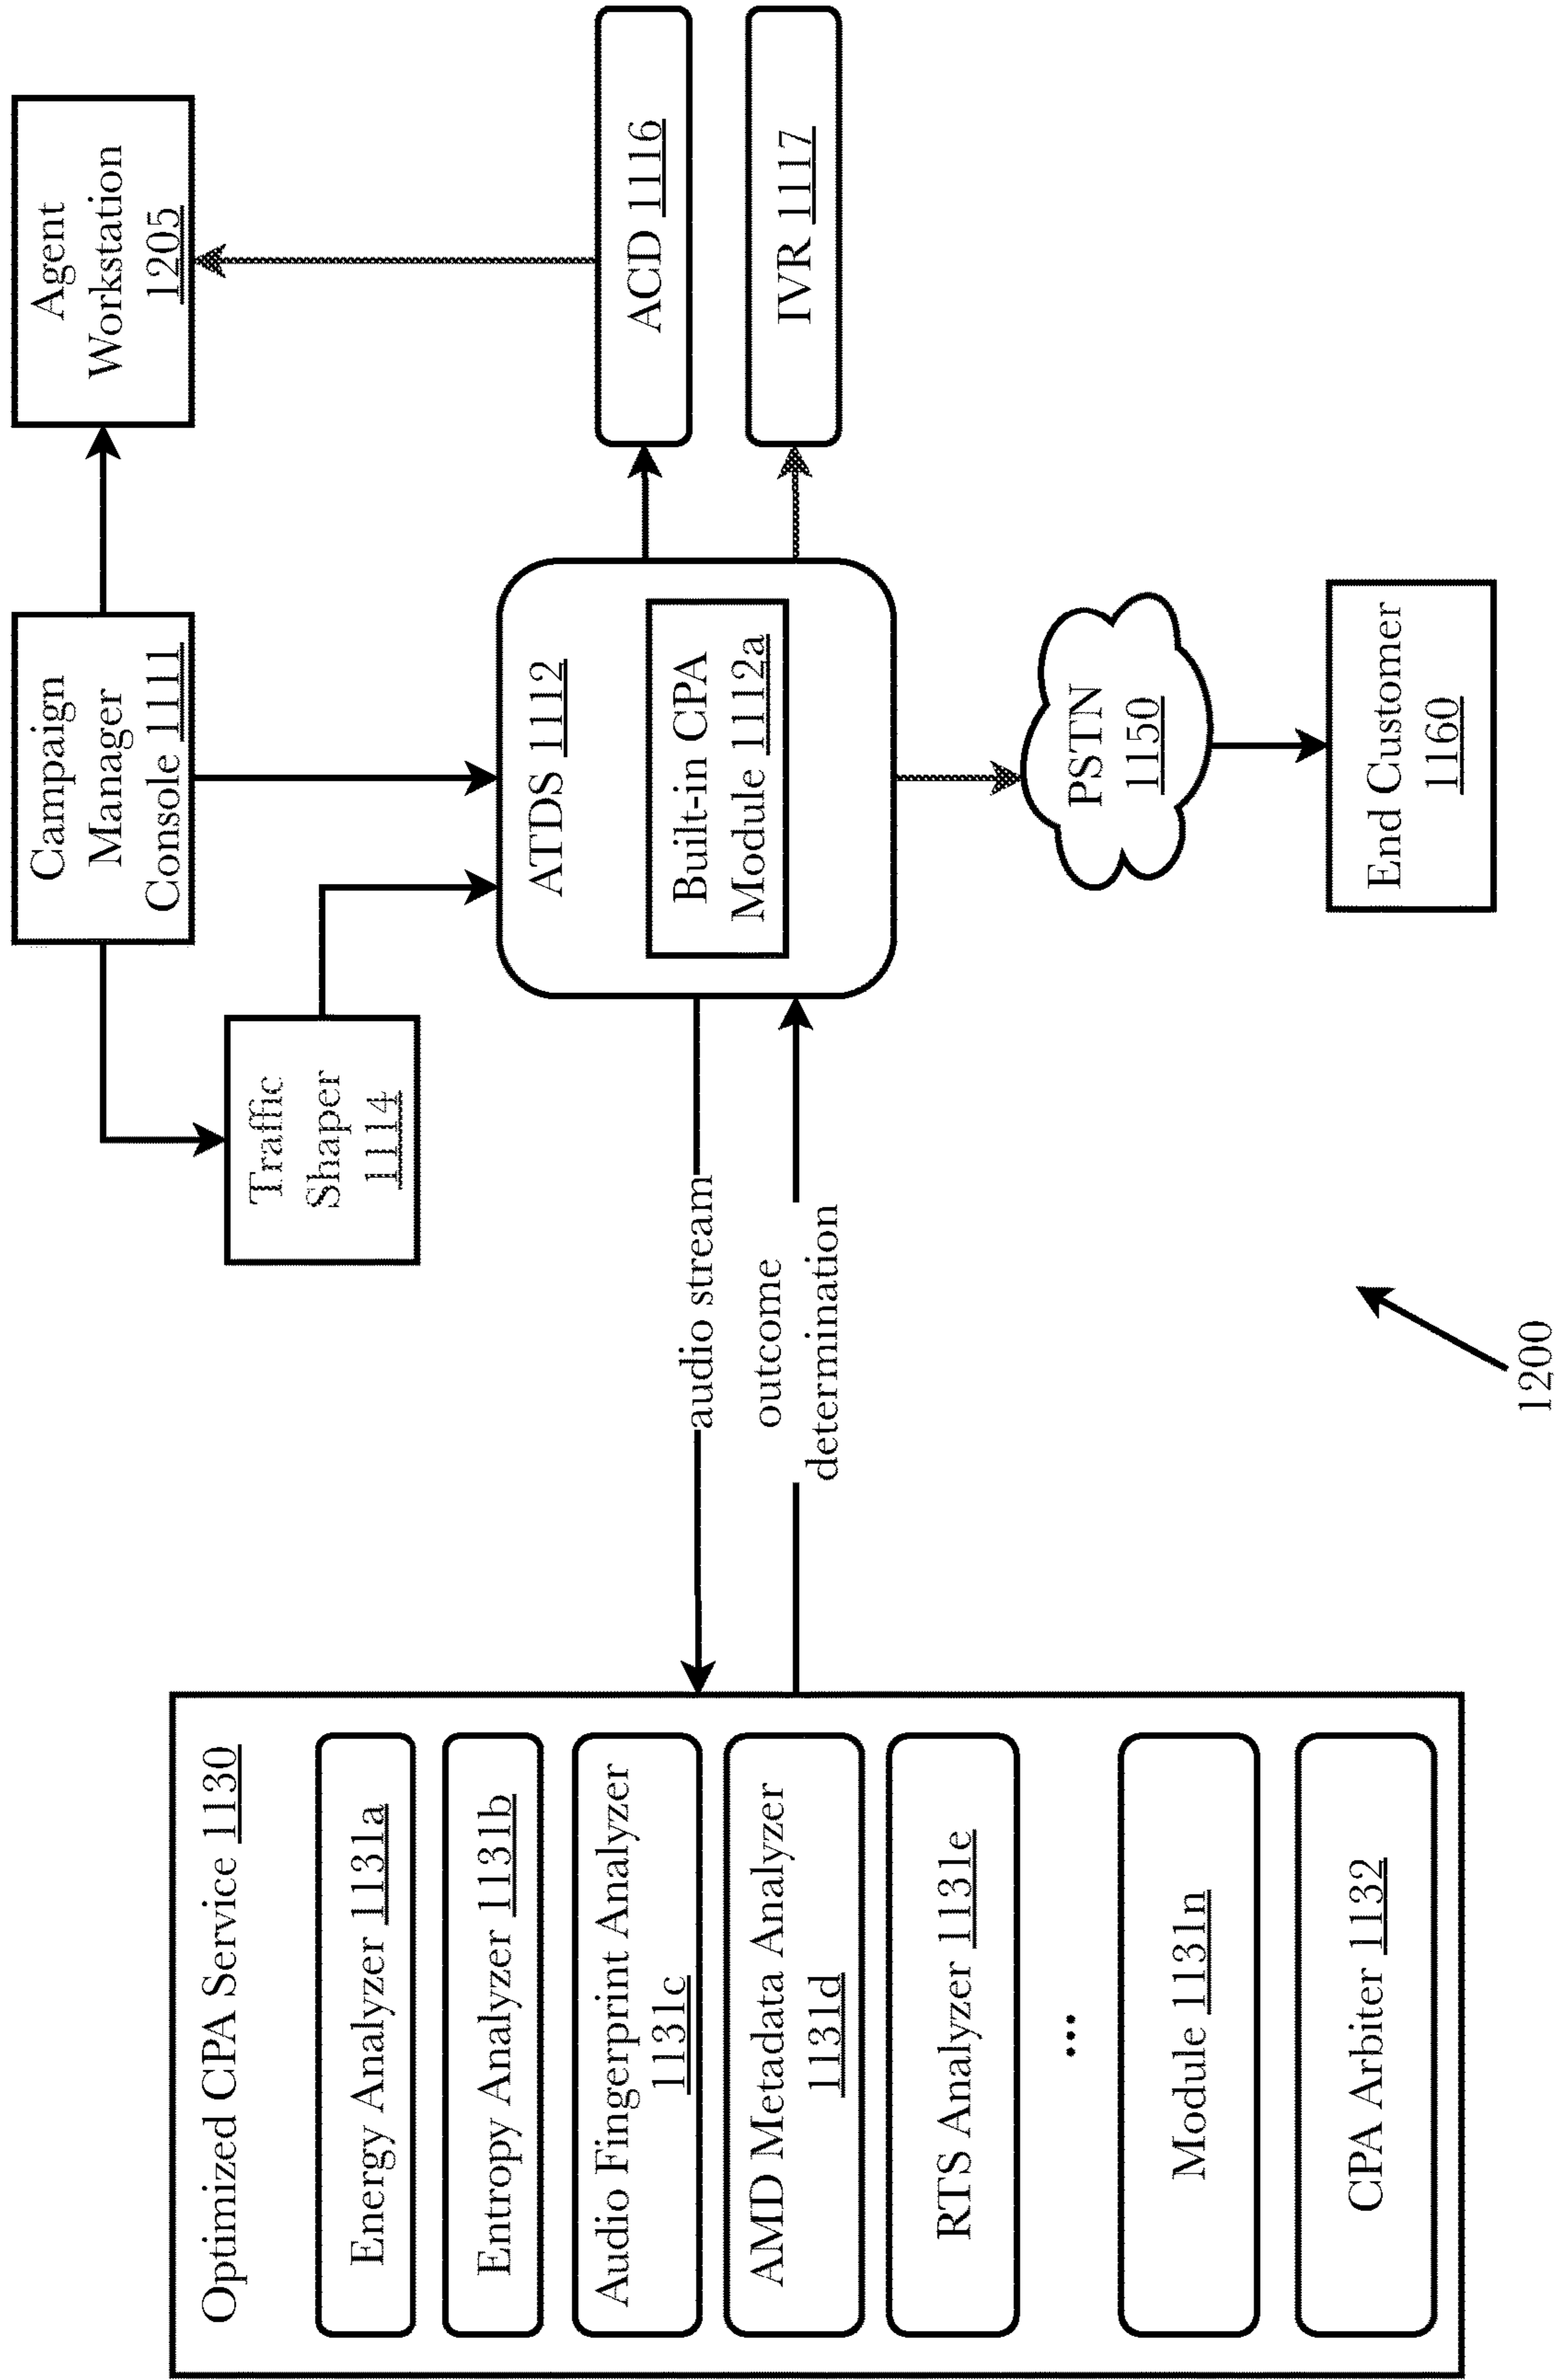 Optimized CPA Service 1130
Energy Analyzer 1131a
Entropy Analyzer 1131b
Audio Fingerprint Analyzer
1131c
AMD Metadata Analyzer
1131d
RTS Analyzer 1131e
...
Module 1131n
CPA Arbiter 1132
audio stream
outcome
determination
Traffic
Shaper
1114
Campaign
Manager
Console 1111
Agent
Workstation
1205
ATDS 1112
Built-in CPA
Module 1112a
ACD 1116
IVR 1117
PSTN
1150
End Customer
1160
1200